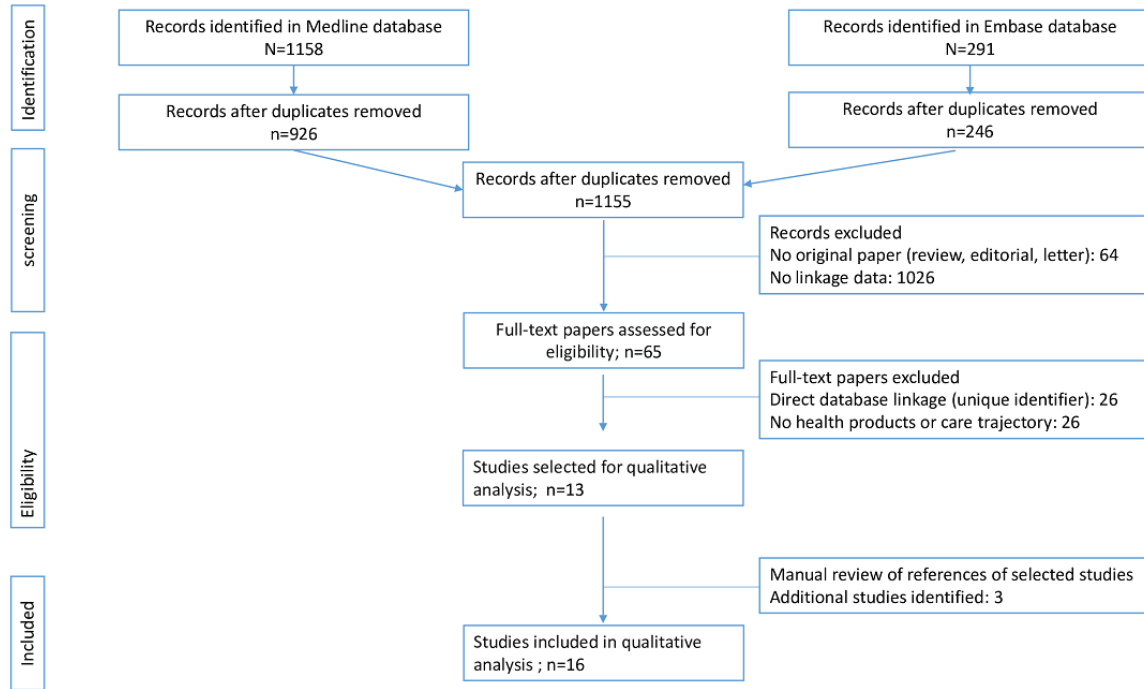 Identification
Records identified in Medline database
N=1158
Records identified in Embase database
N=291
Records after duplicates removed
n=926
Records after duplicates removed
n=246
screening
Records after duplicates removed
n=1155
Records excluded
No original paper (review, editorial, letter): 64
No linkage data: 1026
Eligibility
Full-text papers assessed for
eligibility; n=65
Full-text papers excluded
Direct database linkage (unique identifier): 26
No health products or care trajectory: 26
Studies selected for qualitative
analysis; n=13
Included
Manual review of references of selected studies
Additional studies identified: 3
Studies included in qualitative
analysis ; n=16